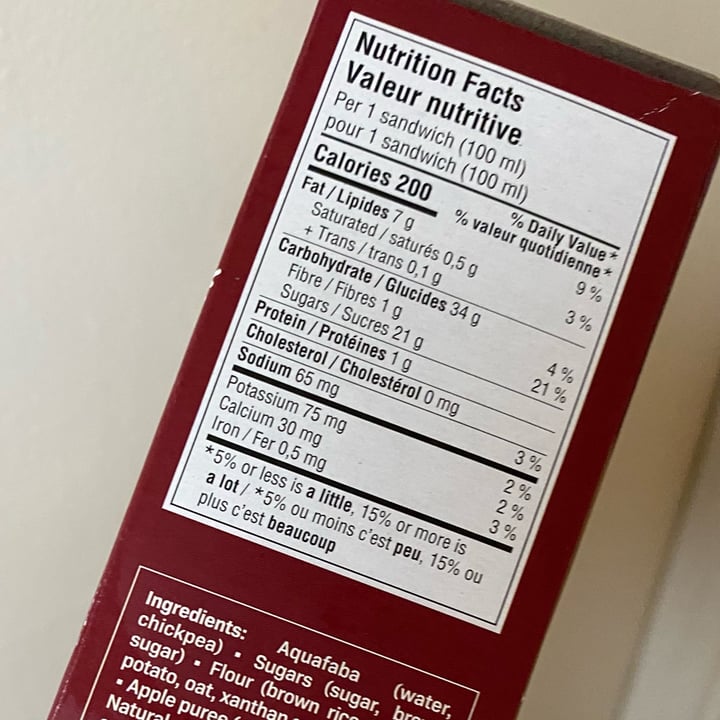 Nutrition Facts
Valeur nutritive
Per 1 sandwich (100 ml)
pour 1 sandwich (100 ml)
Calories 200
% Daily Value*
% valeur quotidienne*
Fat / Lipides 7 g 9 %
Saturated / saturés 0,5 g
+ Trans / trans 0,1 g 3 %
Carbohydrate / Glucides 34 g
Fibre / Fibres 1 g 4 %
Sugars / Sucres 21 g 21 %
Protein / Protéines 1 g
Cholesterol / Cholestérol 0 mg
Sodium 65 mg 3 %
Potassium 75 mg 2 %
Calcium 30 mg 2 %
Iron / Fer 0,5 mg 3 %
*5% or less is a little, 15% or more is
a lot / *5% ou moins c'est peu, 15% ou
plus c'est beaucoup
Ingredients: Aquafaba (water,
chickpea) • Sugars (sugar,
sugar) • Flour (brown rice
potato, oat, xanthan
• Apple puree
Natural